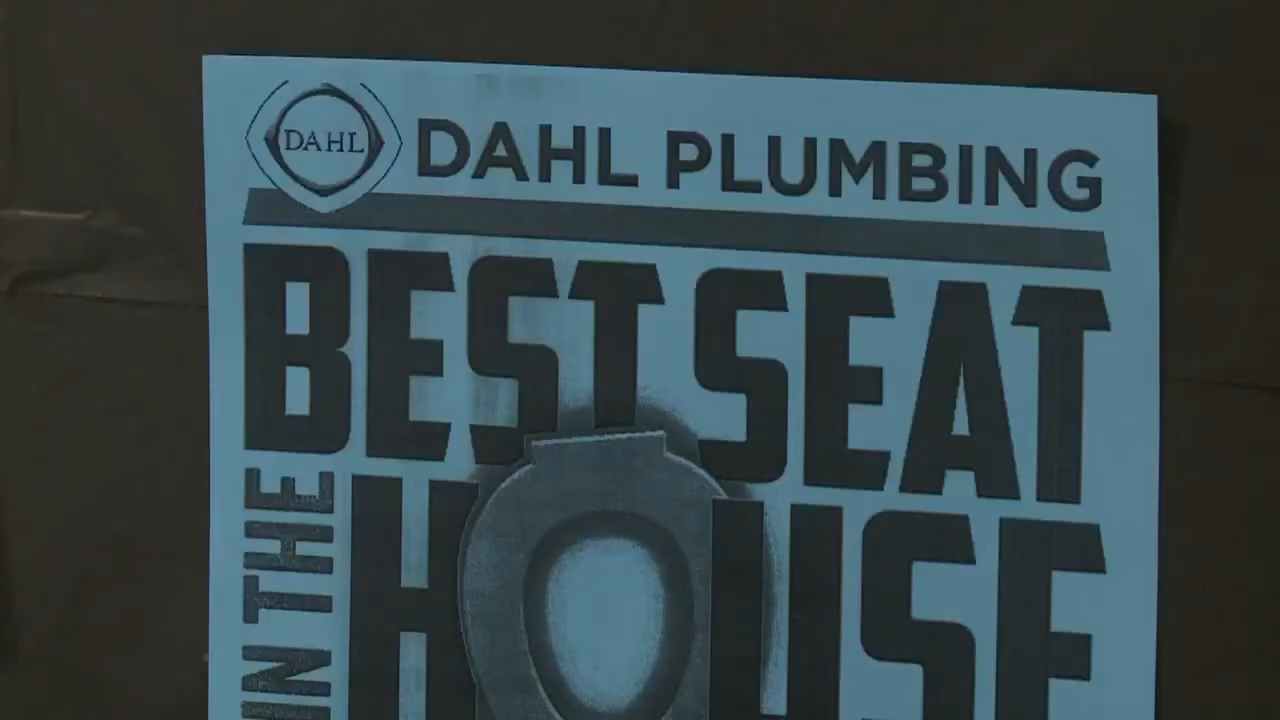 DAHL
DAHL PLUMBING
BEST SEAT
IN THE
HOUSE